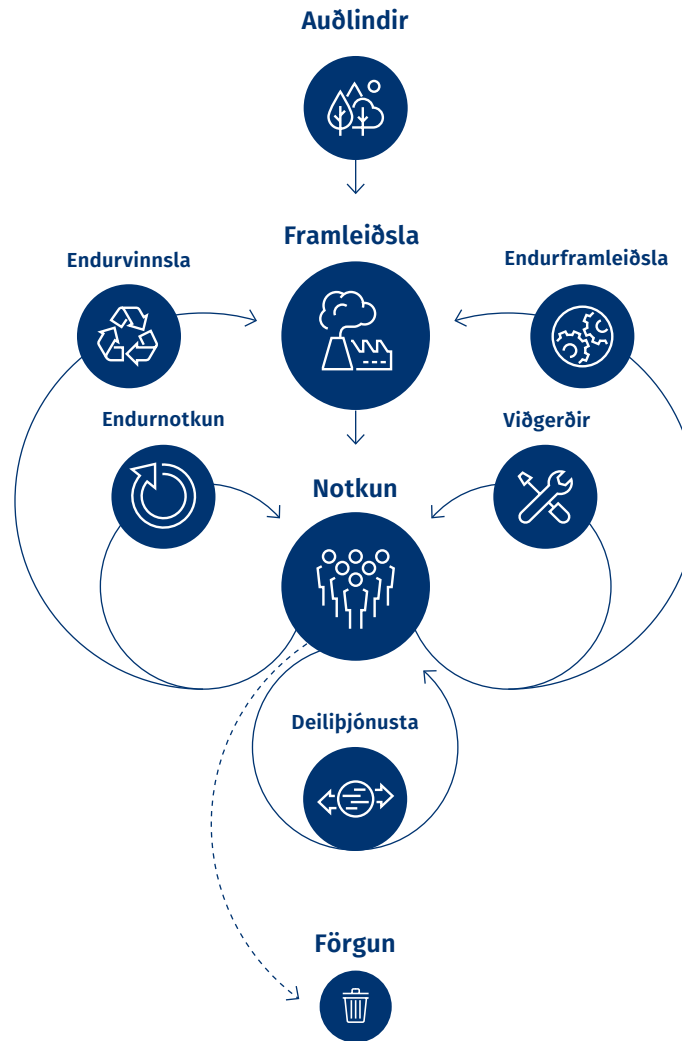 Auðlindir
Framleiðsla
Endurvinnsla
Endurframleiðsla
Endurnotkun
Viðgerðir
Notkun
Deiliþjónusta
Förgun